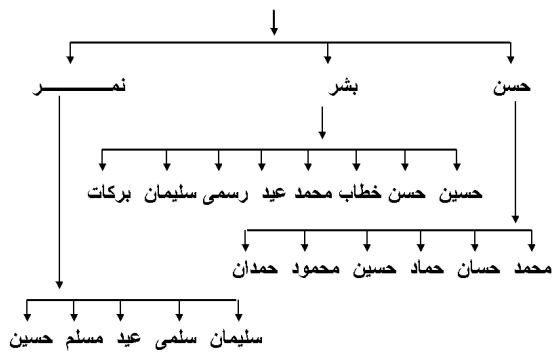 حسن بشر نمـــــــــــر
حسين حسن خطاب محمد عيد رسمى سليمان بركات
محمد حسان حماد حسين محمود حمدان
سليمان سلمى عيد مسلم حسين